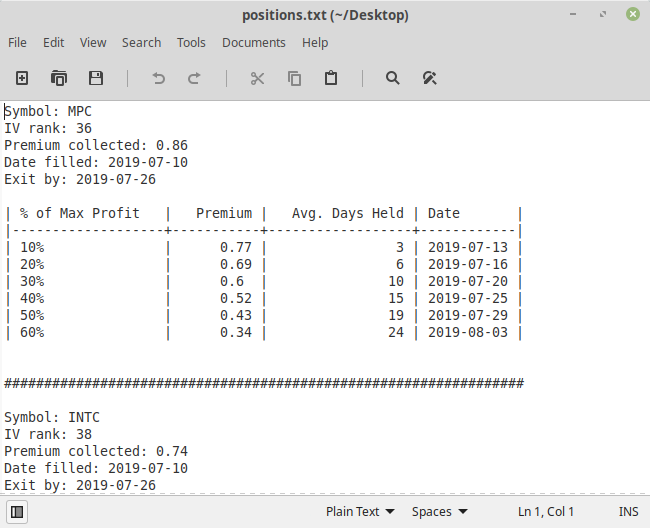 positions.txt (~/Desktop)
File Edit View Search Tools Documents Help
Symbol: MPC
IV rank: 36
Premium collected: 0.86
Date filled: 2019-07-10
Exit by: 2019-07-26
| % of Max Profit   |   Premium |   Avg. Days Held | Date       |
|-------------------+-----------+------------------+------------|
| 10%               |      0.77 |                3 | 2019-07-13 |
| 20%               |      0.69 |                6 | 2019-07-16 |
| 30%               |      0.6  |               10 | 2019-07-20 |
| 40%               |      0.52 |               15 | 2019-07-25 |
| 50%               |      0.43 |               19 | 2019-07-29 |
| 60%               |      0.34 |               24 | 2019-08-03 |
#################################################################
Symbol: INTC
IV rank: 38
Premium collected: 0.74
Date filled: 2019-07-10
Exit by: 2019-07-26
Plain Text Spaces Ln 1, Col 1 INS